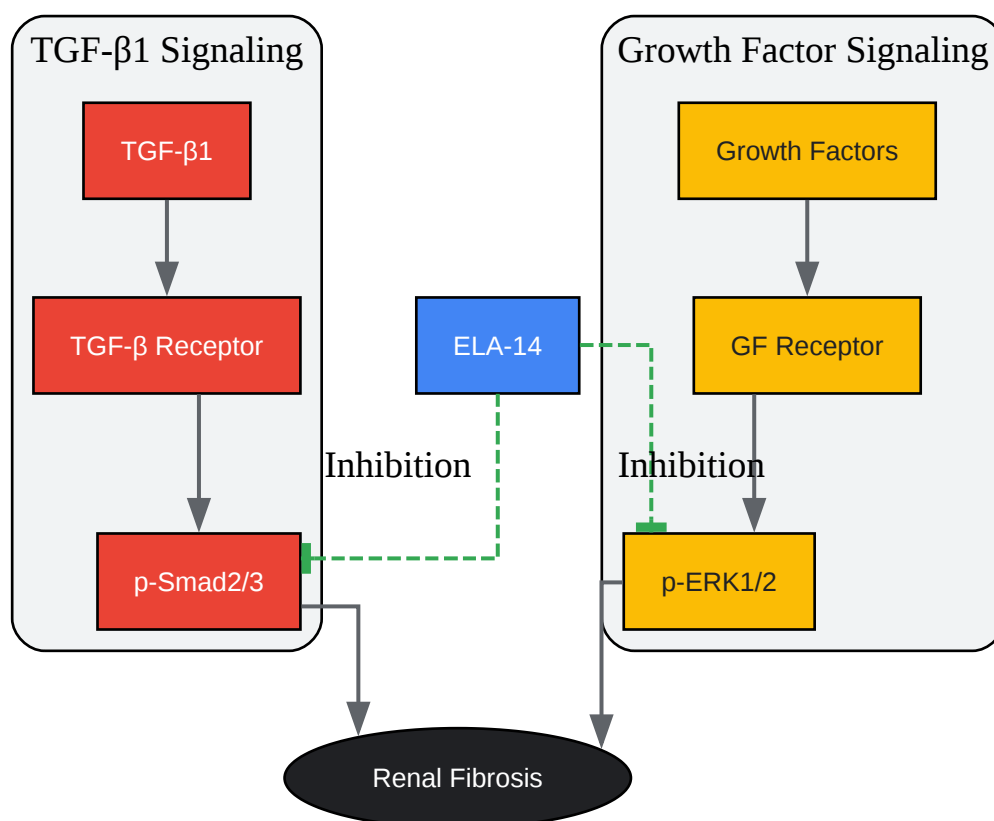 TGF-β1 Signaling
Growth Factor Signaling
TGF-β1
Growth Factors
TGF-β Receptor
ELA-14
GF Receptor
Inhibition
Inhibition
p-Smad2/3
p-ERK1/2
Renal Fibrosis